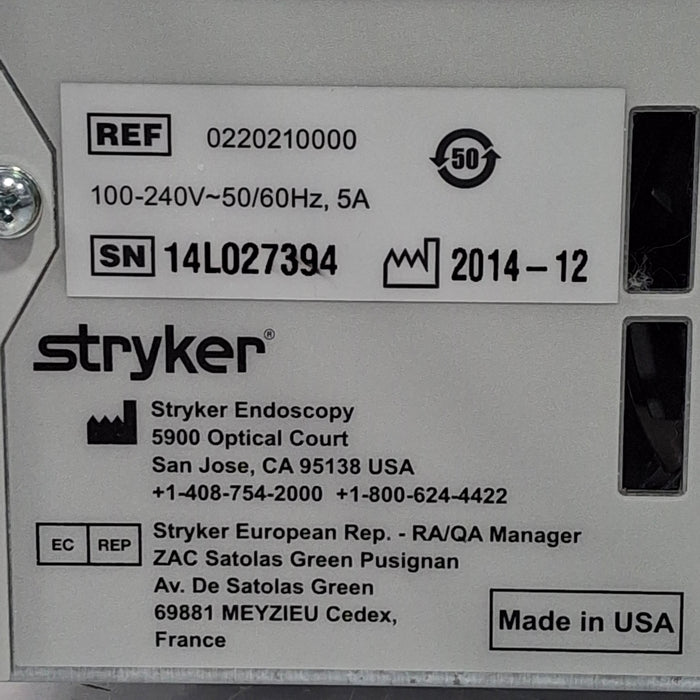 REF 0220210000
50
100-240V~50/60Hz, 5A
SN 14L027394 2014-12
stryker®
Stryker Endoscopy
5900 Optical Court
San Jose, CA 95138 USA
+1-408-754-2000 +1-800-624-4422
EC REP Stryker European Rep. - RA/QA Manager
ZAC Satolas Green Pusignan
Av. De Satolas Green
69881 MEYZIEU Cedex,
France
Made in USA